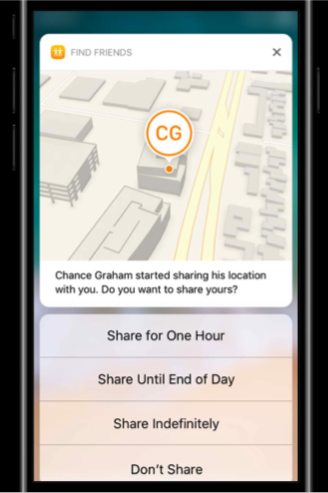 FIND FRIENDS
CG
Chance Graham started sharing his location
with you. Do you want to share yours?
Share for One Hour
Share Until End of Day
Share Indefinitely
Don't Share